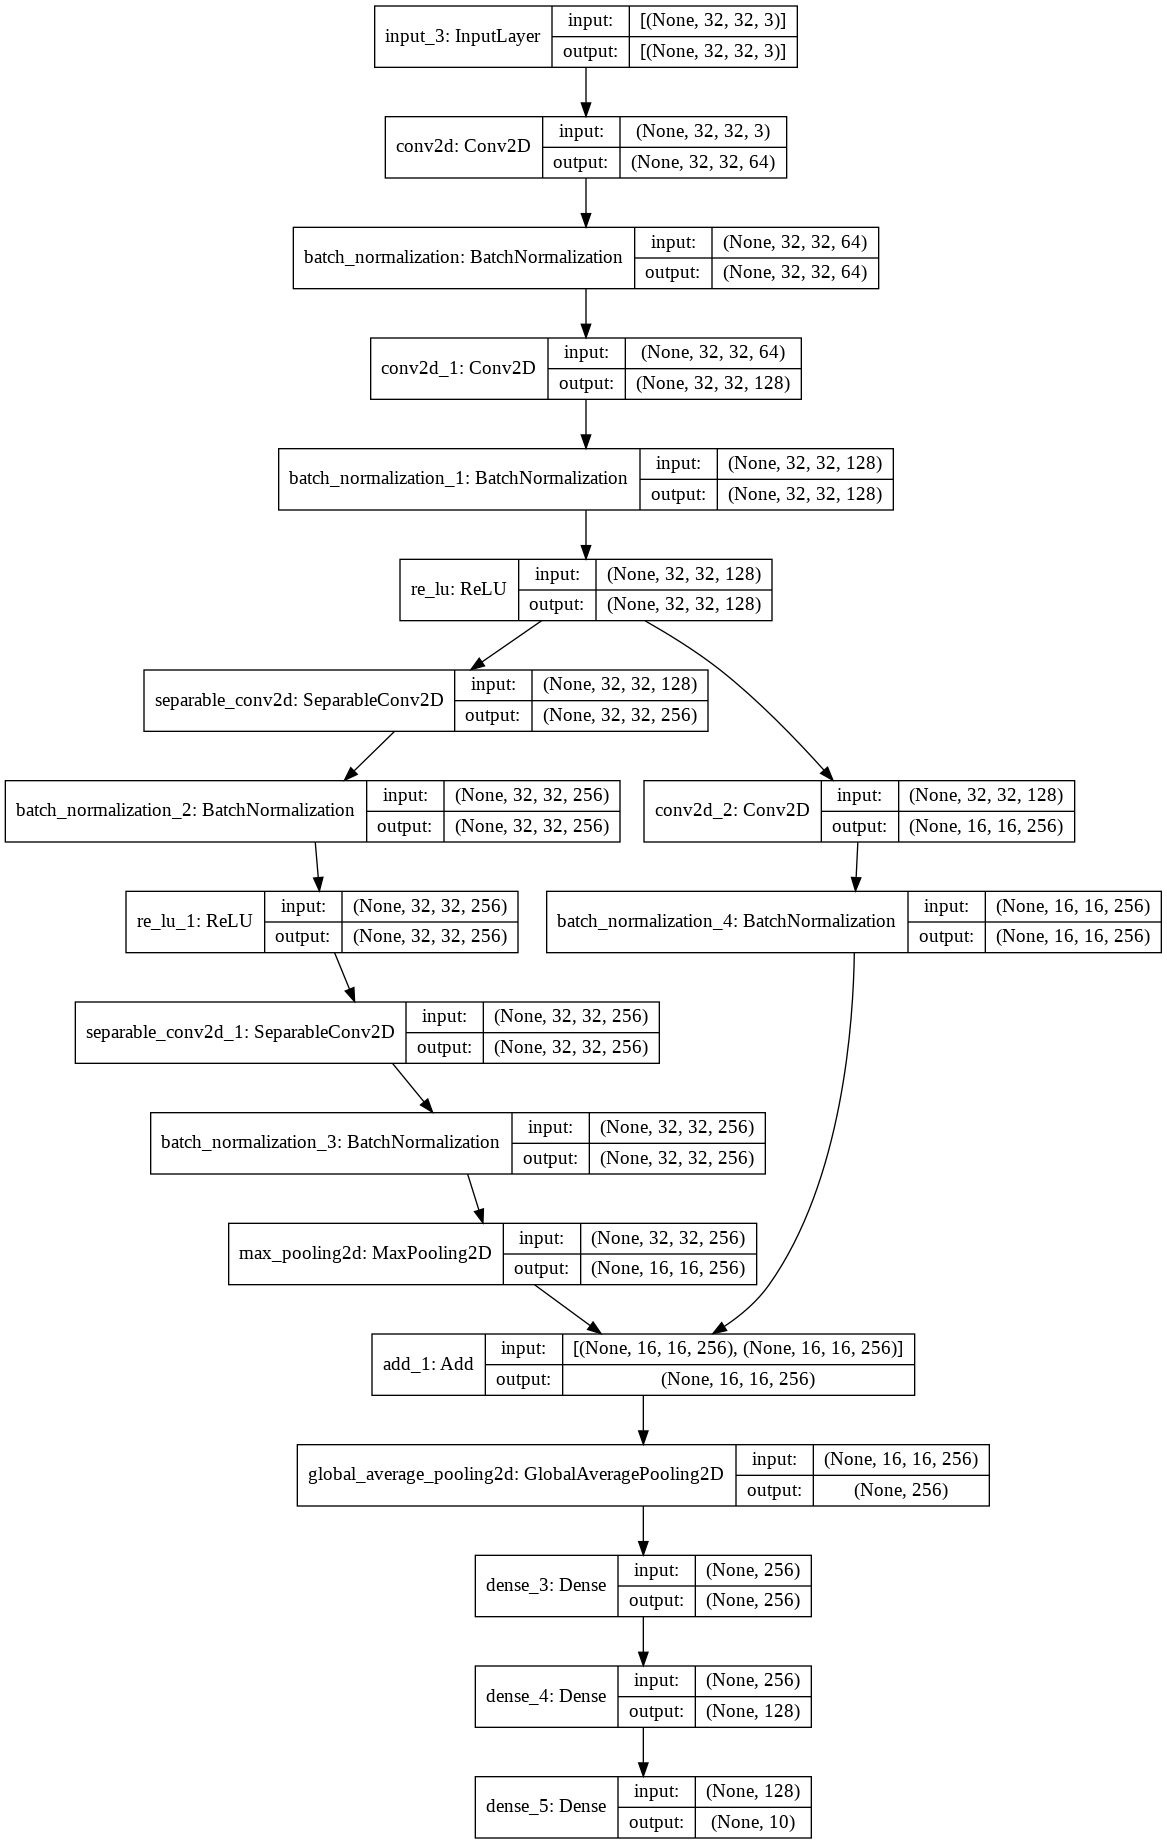 input_3: InputLayer
input: [(None, 32, 32, 3)]
output: [(None, 32, 32, 3)]
conv2d: Conv2D
input: (None, 32, 32, 3)
output: (None, 32, 32, 64)
batch_normalization: BatchNormalization
input: (None, 32, 32, 64)
output: (None, 32, 32, 64)
conv2d_1: Conv2D
input: (None, 32, 32, 64)
output: (None, 32, 32, 128)
batch_normalization_1: BatchNormalization
input: (None, 32, 32, 128)
output: (None, 32, 32, 128)
re_lu: ReLU
input: (None, 32, 32, 128)
output: (None, 32, 32, 128)
separable_conv2d: SeparableConv2D
input: (None, 32, 32, 128)
output: (None, 32, 32, 256)
batch_normalization_2: BatchNormalization
input: (None, 32, 32, 256)
output: (None, 32, 32, 256)
conv2d_2: Conv2D
input: (None, 32, 32, 128)
output: (None, 16, 16, 256)
re_lu_1: ReLU
input: (None, 32, 32, 256)
output: (None, 32, 32, 256)
batch_normalization_4: BatchNormalization
input: (None, 16, 16, 256)
output: (None, 16, 16, 256)
separable_conv2d_1: SeparableConv2D
input: (None, 32, 32, 256)
output: (None, 32, 32, 256)
batch_normalization_3: BatchNormalization
input: (None, 32, 32, 256)
output: (None, 32, 32, 256)
max_pooling2d: MaxPooling2D
input: (None, 32, 32, 256)
output: (None, 16, 16, 256)
add_1: Add
input: [(None, 16, 16, 256), (None, 16, 16, 256)]
output: (None, 16, 16, 256)
global_average_pooling2d: GlobalAveragePooling2D
input: (None, 16, 16, 256)
output: (None, 256)
dense_3: Dense
input: (None, 256)
output: (None, 256)
dense_4: Dense
input: (None, 256)
output: (None, 128)
dense_5: Dense
input: (None, 128)
output: (None, 10)